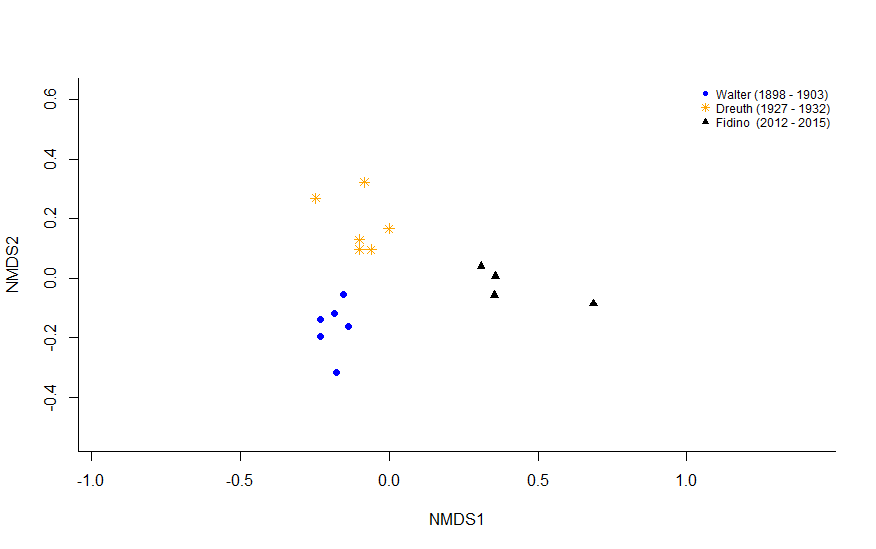 Walter (1898 - 1903)
Dreuth (1927 - 1932)
Fidino (2012 - 2015)
NMDS2
0.6
0.4
0.2
0.0
-0.2
-0.4
-1.0 -0.5 0.0 0.5 1.0
NMDS1